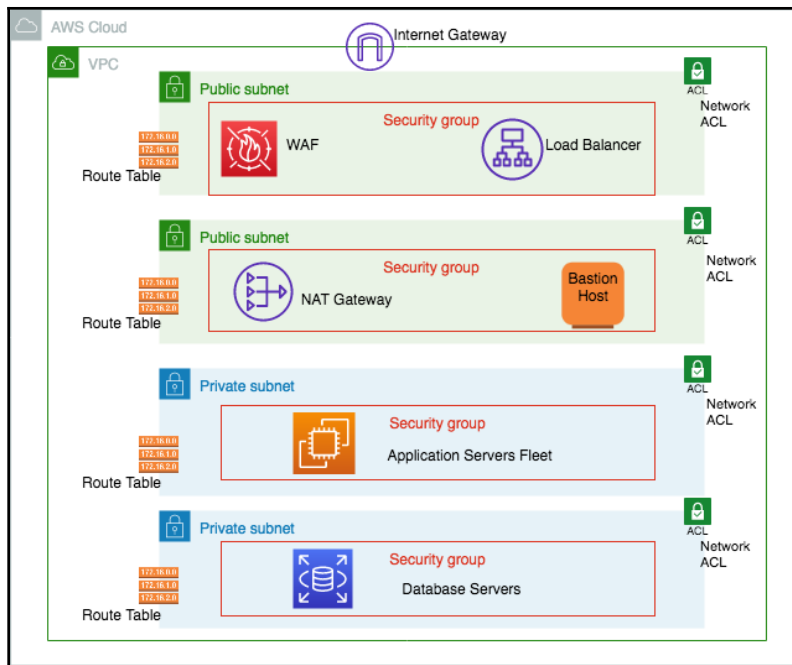 AWS Cloud
Internet Gateway
VPC
Public subnet
ACL
Network
ACL
Security group
WAF
Load Balancer
172.16.0.0
172.16.1.0
172.16.2.0
Route Table
Public subnet
ACL
Network
ACL
Security group
NAT Gateway
Bastion
Host
172.16.0.0
172.16.1.0
172.16.2.0
Route Table
Private subnet
ACL
Network
ACL
Security group
Application Servers Fleet
172.16.0.0
172.16.1.0
172.16.2.0
Route Table
Private subnet
ACL
Network
ACL
Security group
Database Servers
172.16.0.0
172.16.1.0
172.16.2.0
Route Table